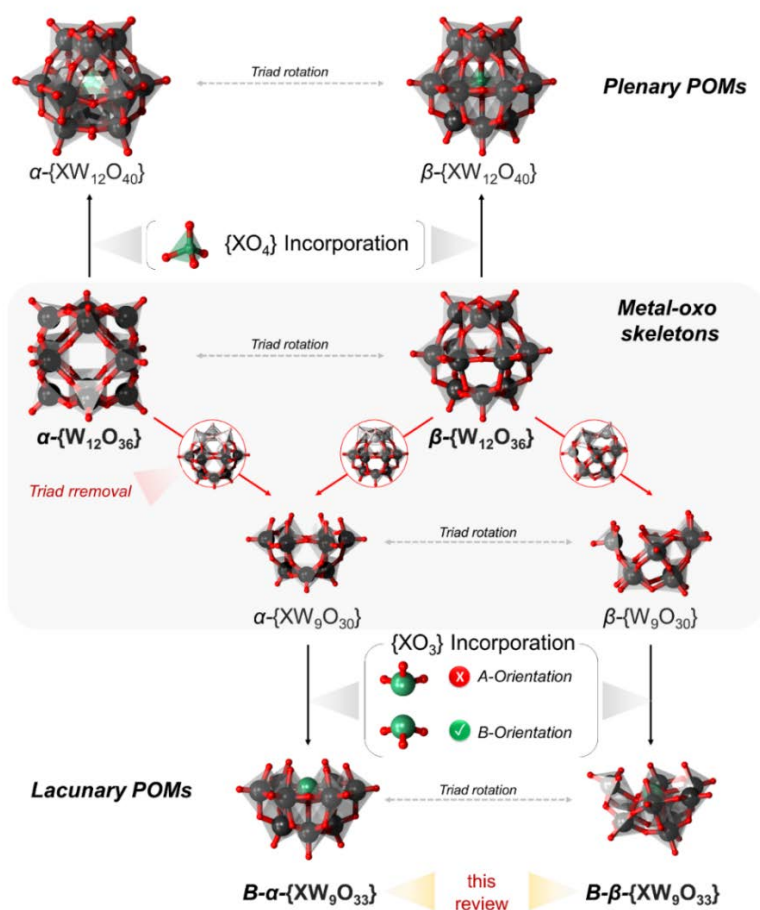 Triad rotation
Plenary POMs
α-{XW₁₂O₄₀}
β-{XW₁₂O₄₀}
{XO₄} Incorporation
Metal-oxo
skeletons
Triad rotation
α-{W₁₂O₃₆}
β-{W₁₂O₃₆}
Triad rremoval
Triad rotation
α-{XW₉O₃₀}
β-{W₉O₃₀}
{XO₃} Incorporation
X A-Orientation
✓ B-Orientation
Lacunary POMs
Triad rotation
B-α-{XW₉O₃₃}
this
review
B-β-{XW₉O₃₃}